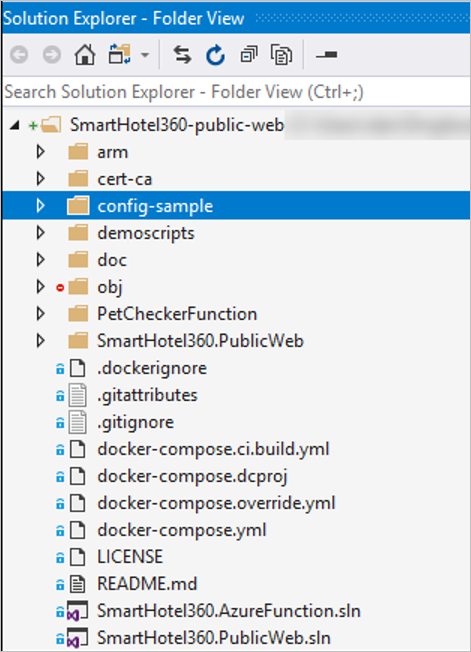 Solution Explorer - Folder View
Search Solution Explorer - Folder View (Ctrl+;)
SmartHotel360-public-web
arm
cert-ca
config-sample
demoscripts
doc
obj
PetCheckerFunction
SmartHotel360.PublicWeb
.dockerignore
.gitattributes
.gitignore
docker-compose.ci.build.yml
docker-compose.dcproj
docker-compose.override.yml
docker-compose.yml
LICENSE
README.md
SmartHotel360.AzureFunction.sln
SmartHotel360.PublicWeb.sln